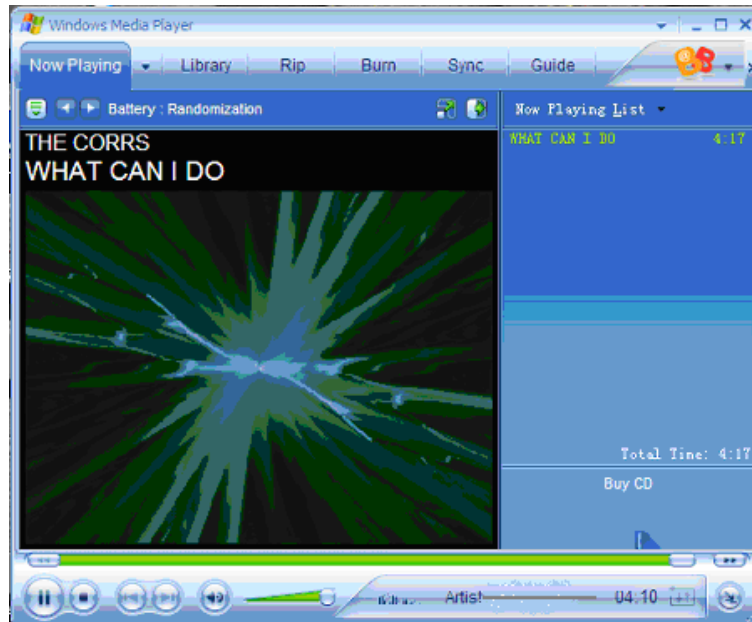 Windows Media Player
Now Playing Library Rip Burn Sync Guide
Battery : Randomization
Now Playing List
THE CORRS
WHAT CAN I DO
WHAT CAN I DO 4:17
Total Time: 4:17
Buy CD
Artist 04:10